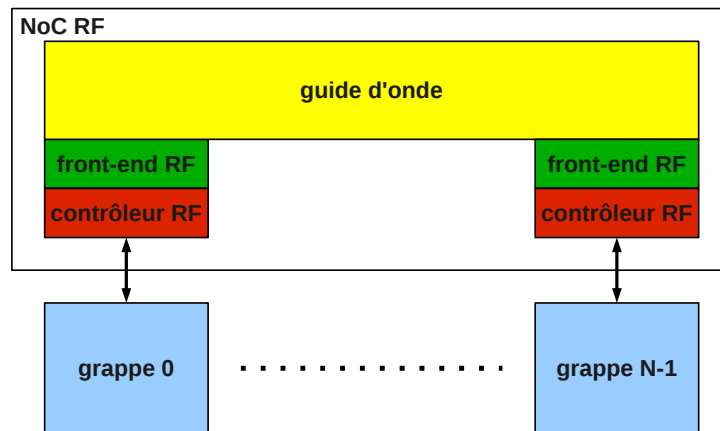 NoC RF
guide d'onde
front-end RF
front-end RF
contrôleur RF
contrôleur RF
grappe 0
grappe N-1